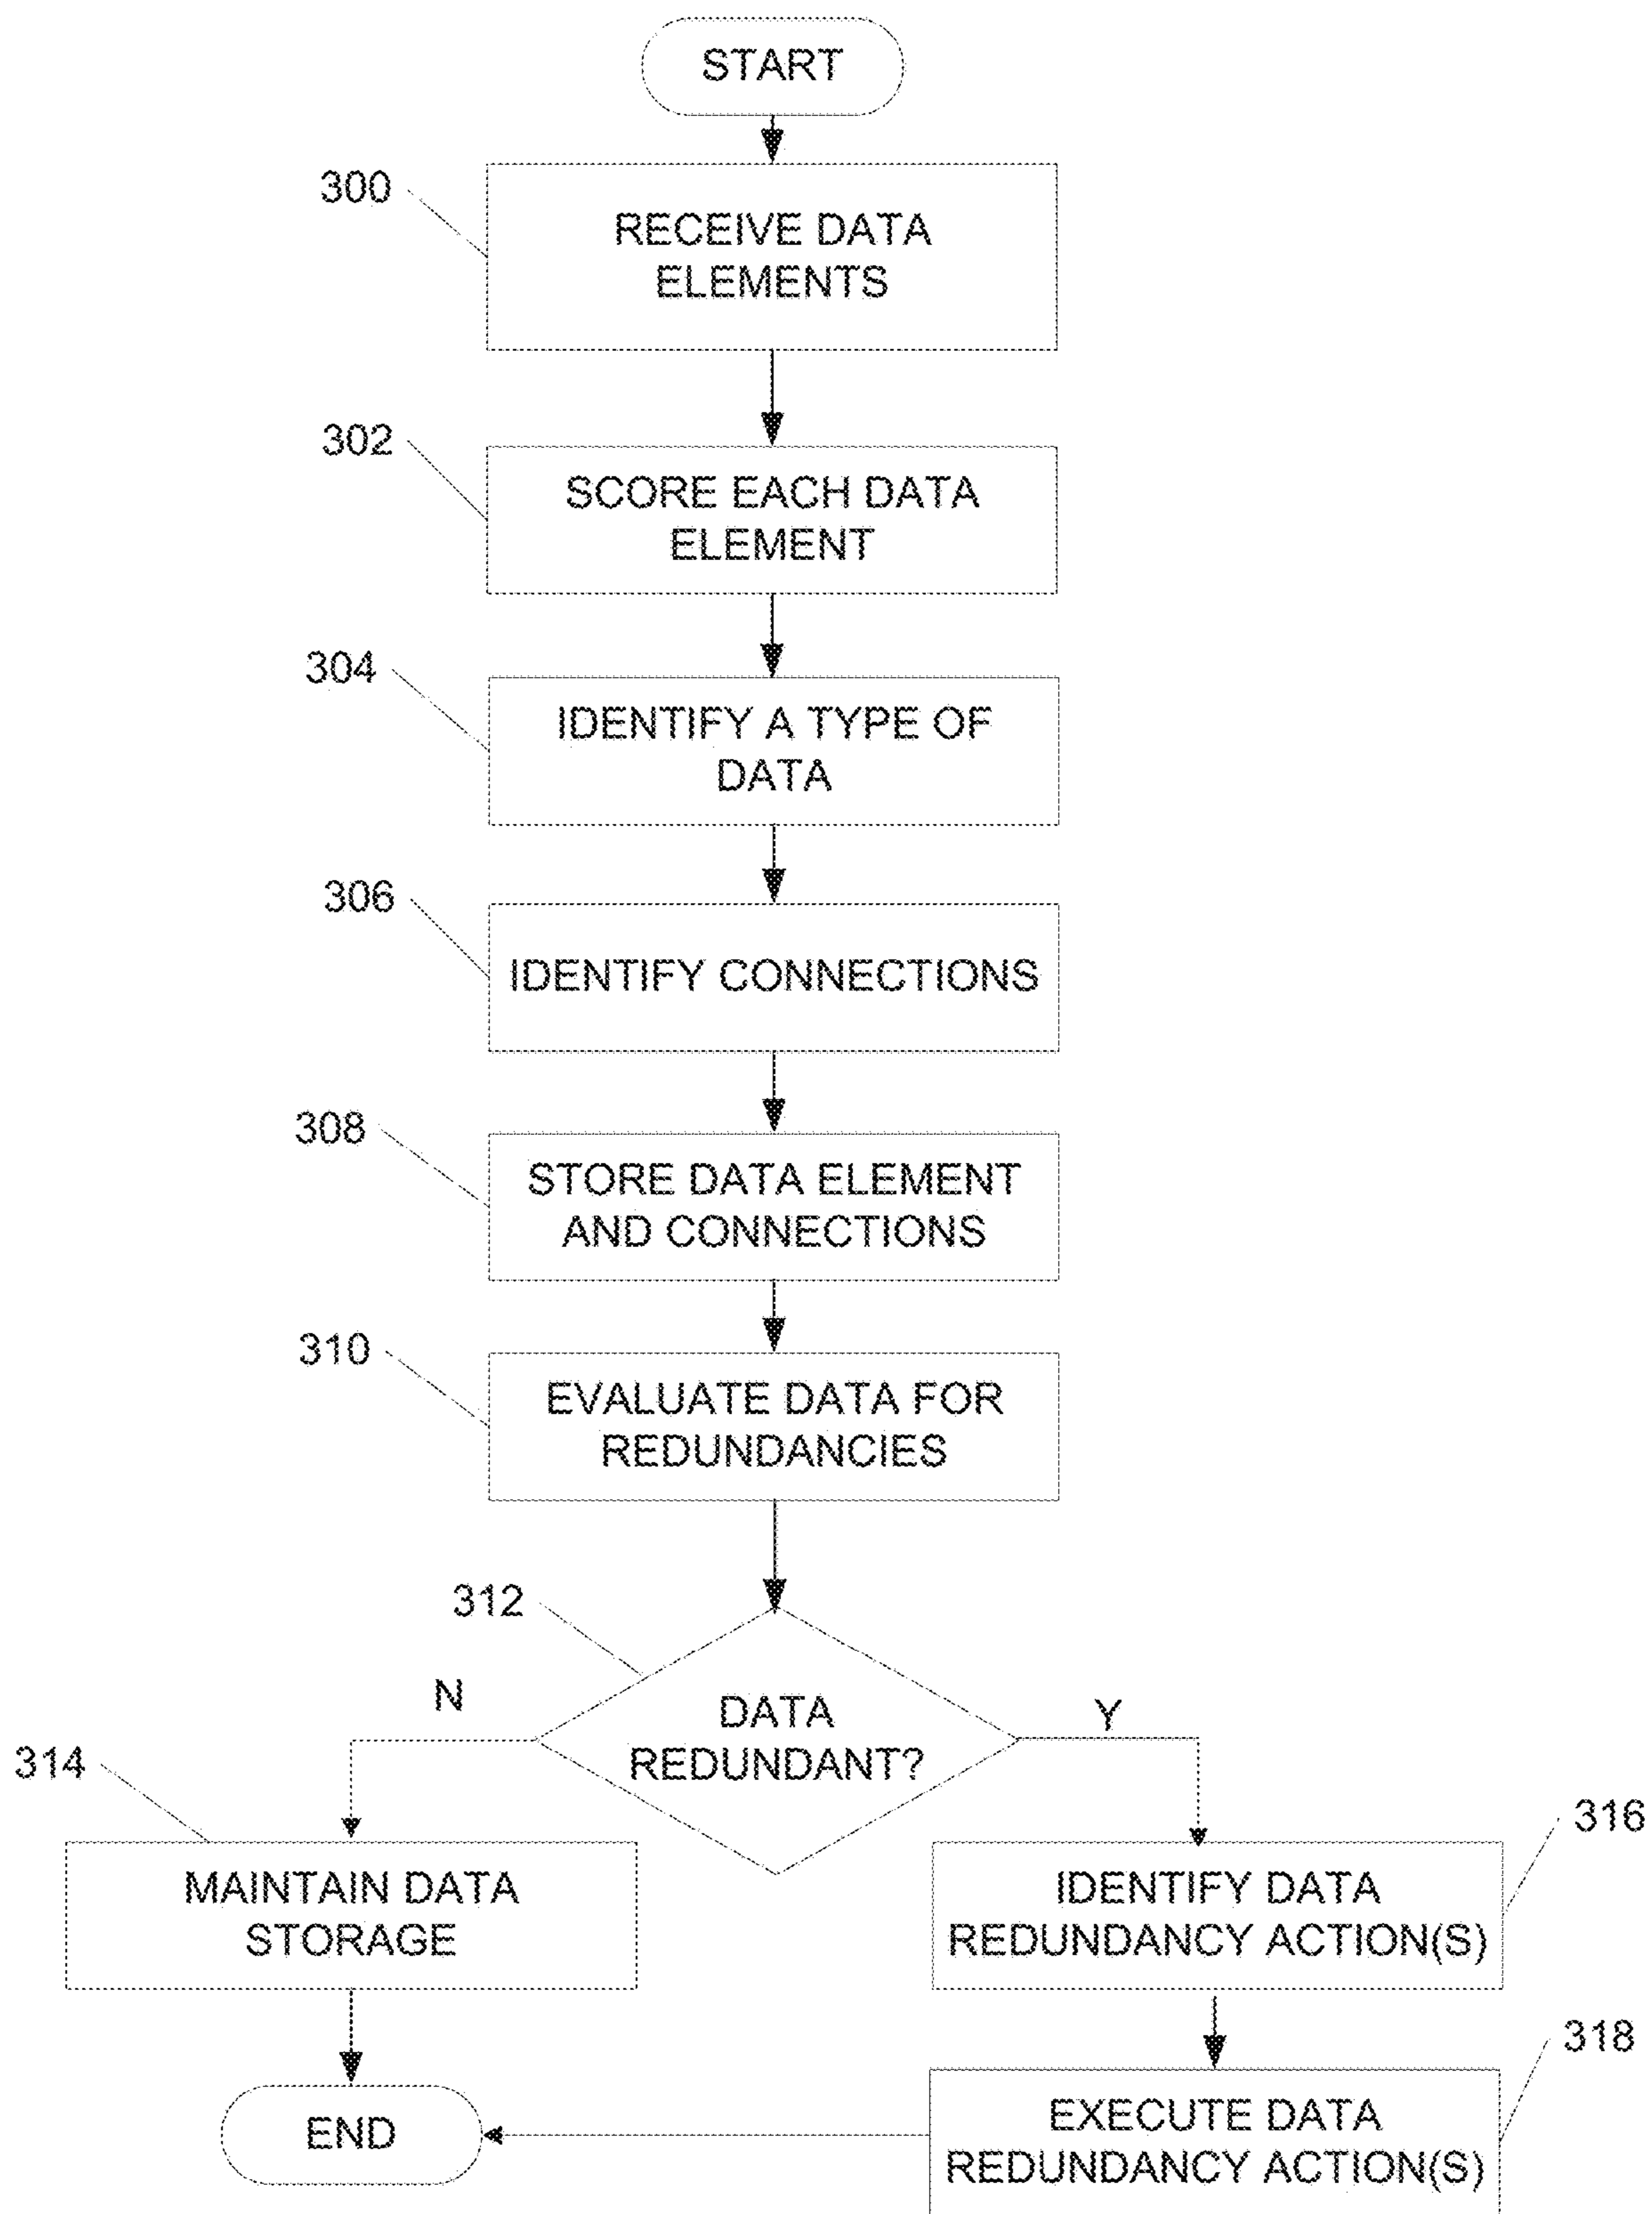 START
300
RECEIVE DATA
ELEMENTS
302
SCORE EACH DATA
ELEMENT
304
IDENTIFY A TYPE OF
DATA
306
IDENTIFY CONNECTIONS
308
STORE DATA ELEMENT
AND CONNECTIONS
310
EVALUATE DATA FOR
REDUNDANCIES
312
N
DATA
REDUNDANT?
Y
314
MAINTAIN DATA
STORAGE
316
IDENTIFY DATA
REDUNDANCY ACTION(S)
318
END
EXECUTE DATA
REDUNDANCY ACTION(S)